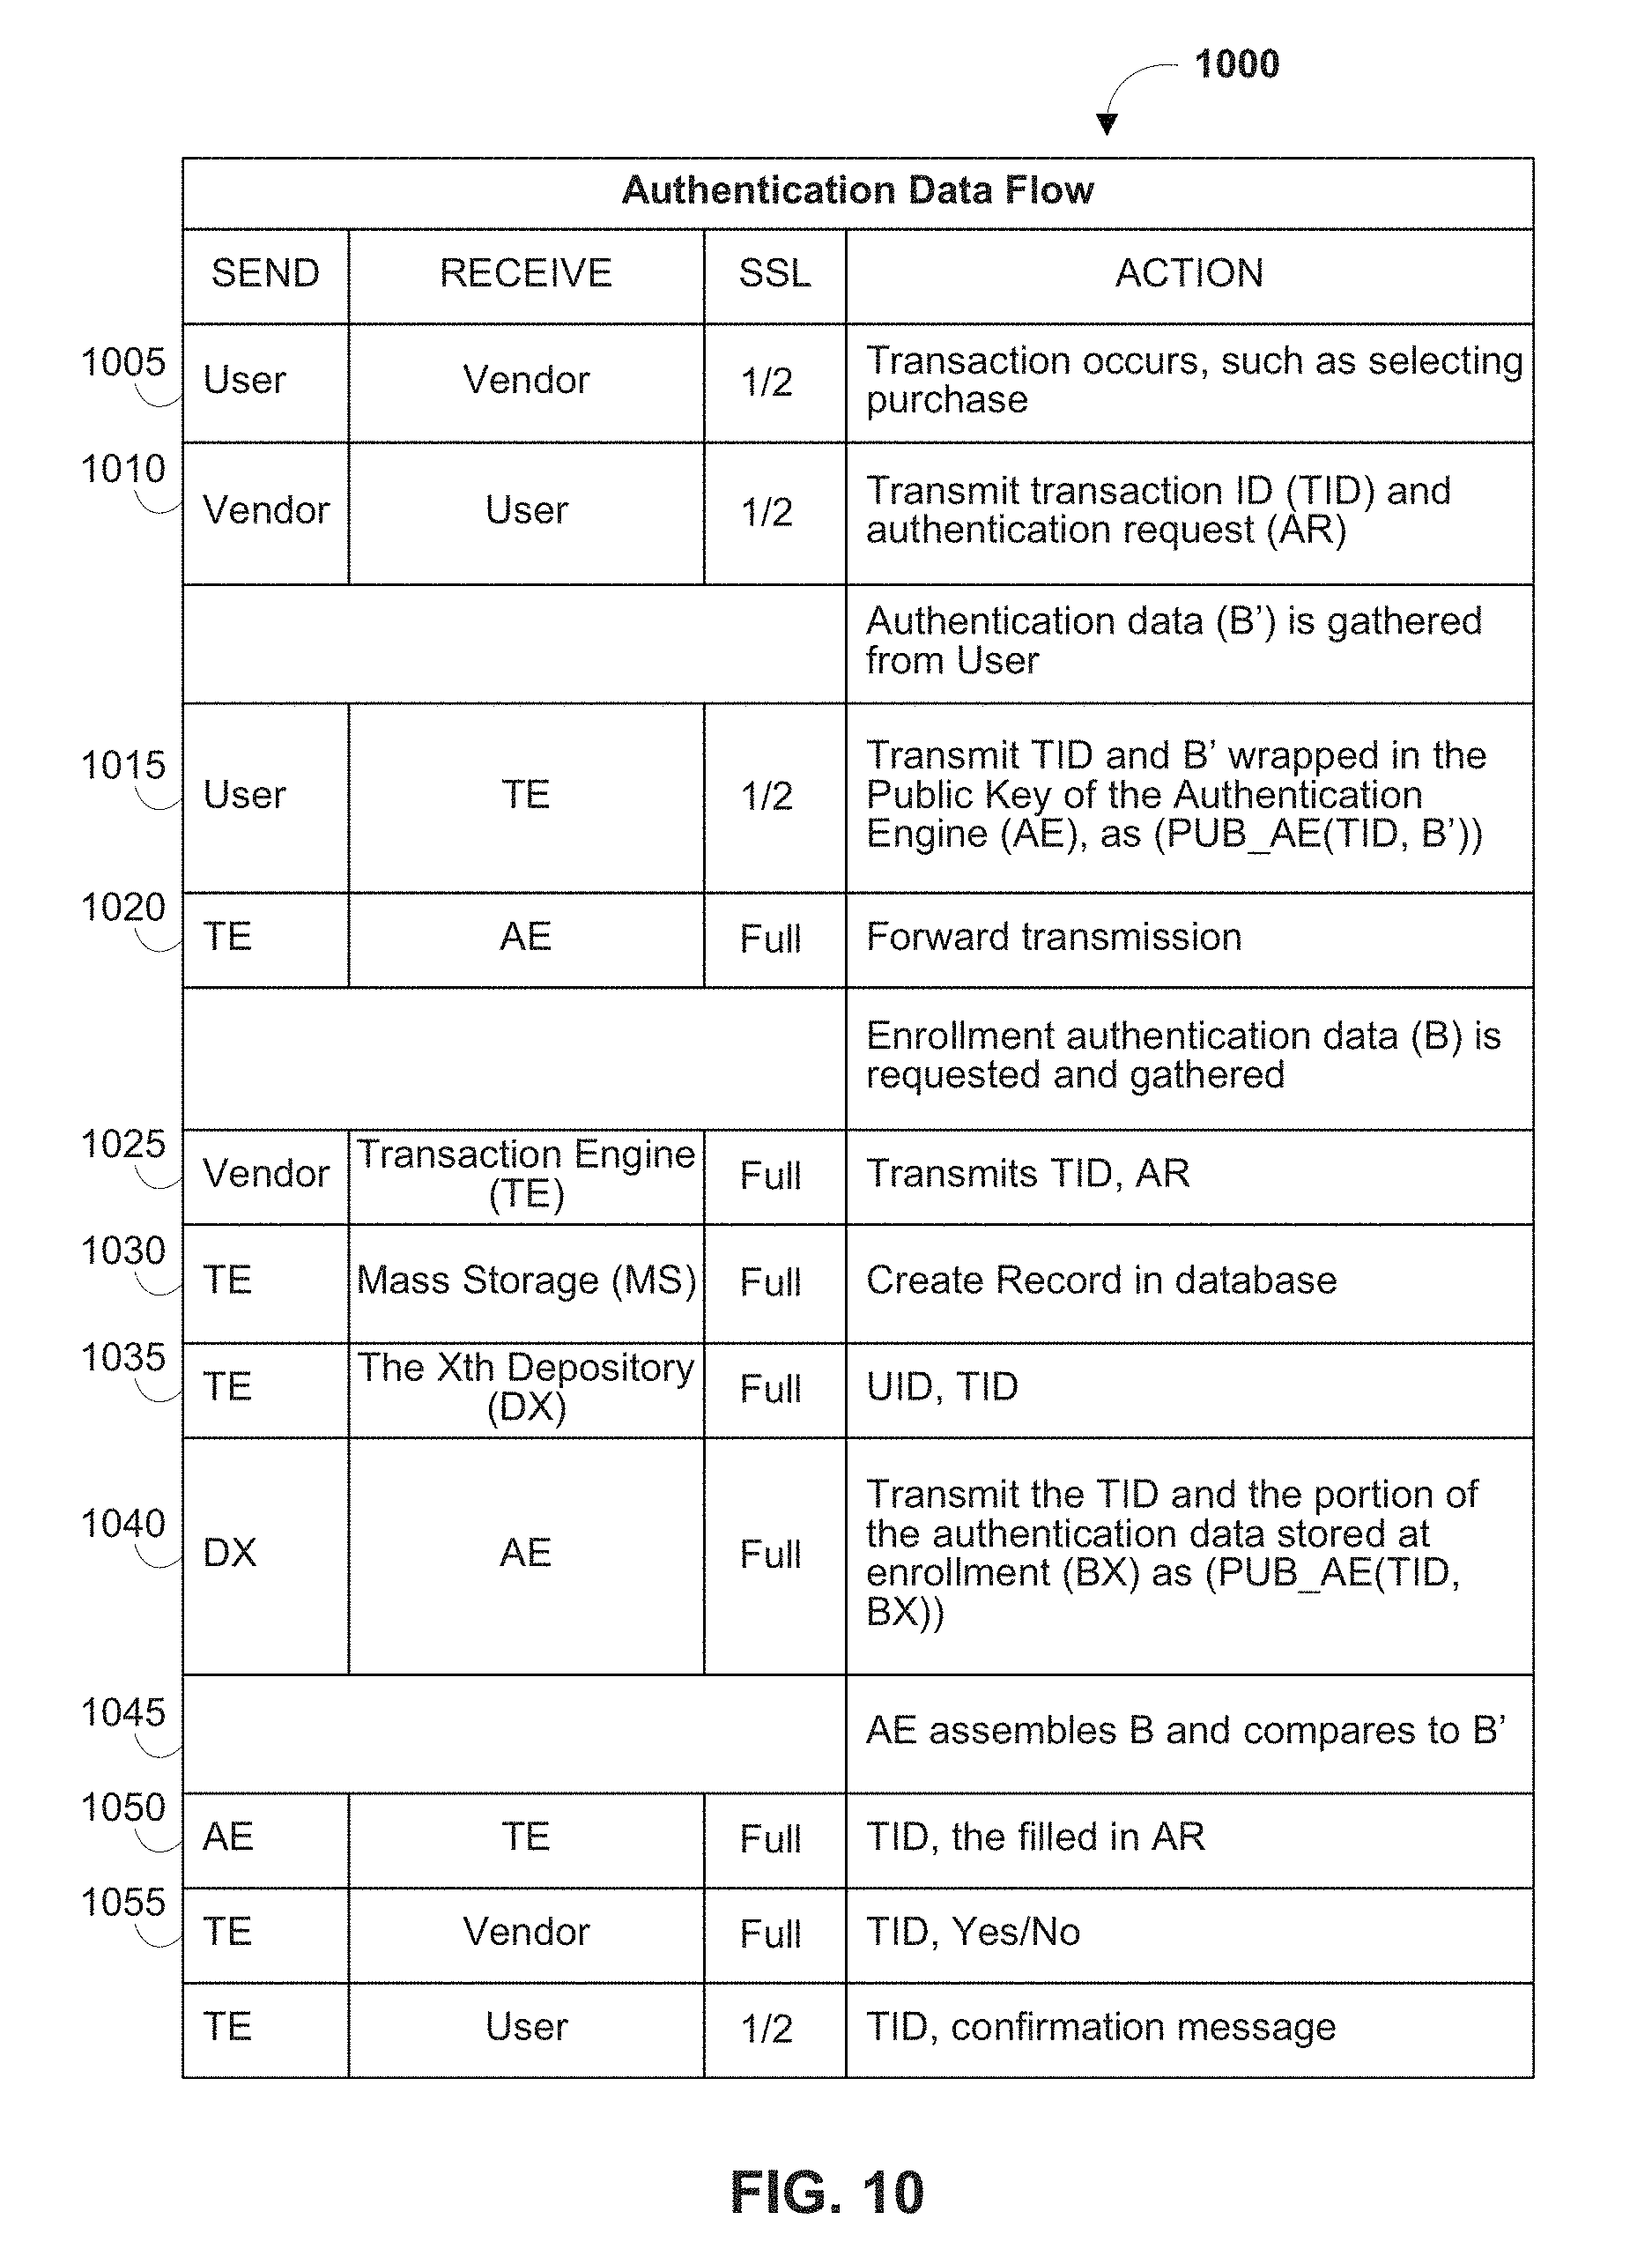 1000
Authentication Data Flow
SEND RECEIVE SSL ACTION
1005 User Vendor 1/2 Transaction occurs, such as selecting
purchase
1010 Vendor User 1/2 Transmit transaction ID (TID) and
authentication request (AR)
Authentication data (B’) is gathered
from User
1015 User TE 1/2 Transmit TID and B’ wrapped in the
Public Key of the Authentication
Engine (AE), as (PUB_AE(TID, B’))
1020 TE AE Full Forward transmission
Enrollment authentication data (B) is
requested and gathered
1025 Vendor Transaction Engine
(TE) Full Transmits TID, AR
1030 TE Mass Storage (MS) Full Create Record in database
1035 TE The Xth Depository
(DX) Full UID, TID
1040 DX AE Full Transmit the TID and the portion of
the authentication data stored at
enrollment (BX) as (PUB_AE(TID,
BX))
1045 AE assembles B and compares to B’
1050 AE TE Full TID, the filled in AR
1055 TE Vendor Full TID, Yes/No
TE User 1/2 TID, confirmation message
FIG. 10